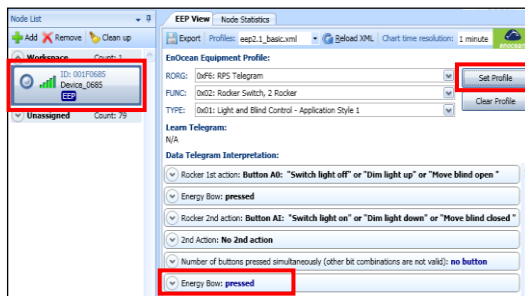 Node List
Add Remove Clean up
Workspace Count: 1
ID: 001F0685
Device_0685
EEP
Unassigned Count: 79
EEP View Node Statistics
Export Profiles: eep2.1_basic.xml Reload XML Chart time resolution: 1 minute
enocean
EnOcean Equipment Profile:
RORG: 0xF6: RPS Telegram
Set Profile
FUNC: 0x02: Rocker Switch, 2 Rocker
Clear Profile
TYPE: 0x01: Light and Blind Control - Application Style 1
Learn Telegram:
N/A
Data Telegram Interpretation:
Rocker 1st action: Button A0: "Switch light off" or "Dim light up" or "Move blind open "
Energy Bow: pressed
Rocker 2nd action: Button AI: "Switch light on" or "Dim light down" or "Move blind closed "
2nd Action: No 2nd action
Number of buttons pressed simultaneously (other bit combinations are not valid): no button
Energy Bow: pressed